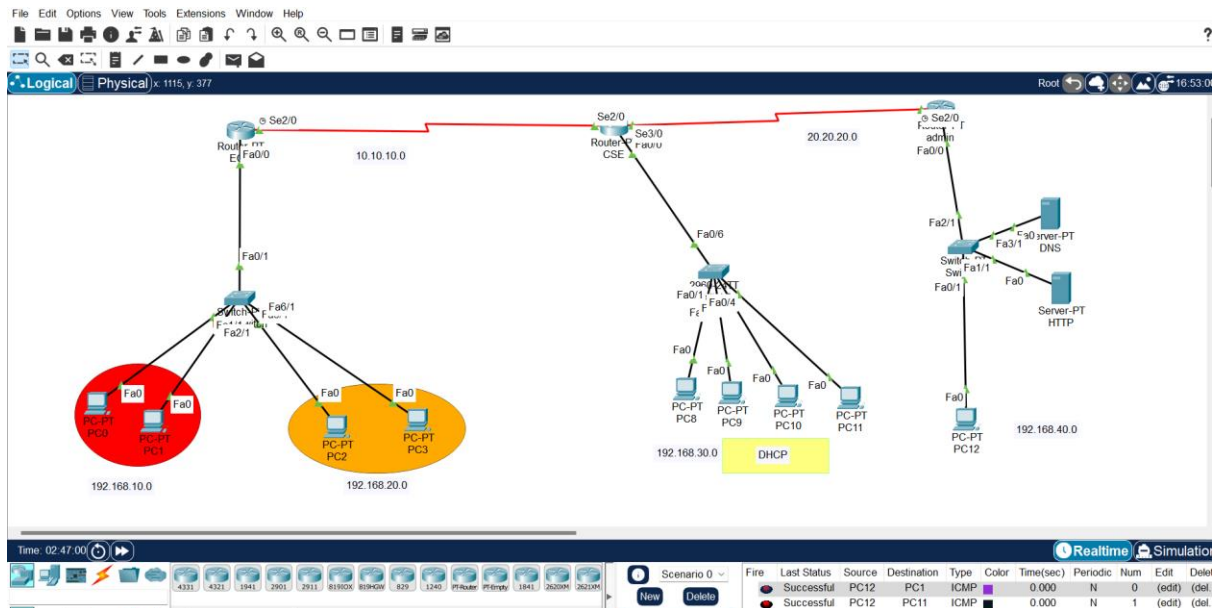 File Edit Options View Tools Extensions Window Help
?
Logical Physical x: 1115, y: 377
Root 16:53:00
Se2/0
Fa0/0
10.10.10.0
Se2/0
Se3/0
Fa0/0
CSE
20.20.20.0
Se2/0
admin
Fa0/0
Fa0/1
Fa6/1
Fa2/1
Fa0
Fa0
Fa0
Fa0
PC-PT
PC0
PC-PT
PC1
PC-PT
PC2
PC-PT
PC3
192.168.10.0
192.168.20.0
Fa0/6
Fa0/1
Fa0/4
Fa0
Fa0
Fa0
Fa0
PC-PT
PC8
PC-PT
PC9
PC-PT
PC10
PC-PT
PC11
192.168.30.0
DHCP
Fa2/1
Fa3/1
Fa0
DNS
Fa1/1
Fa0/1
Fa0
Server-PT
HTTP
Fa0
PC-PT
PC12
192.168.40.0
Time: 02:47:00
Realtime Simulation
4331 4321 1941 2901 2911 819IOX 819HGW 829 1240 PT-Router PT-Empty 1841 2620XM 2621XM
Scenario 0
New Delete
Fire Last Status Source Destination Type Color Time(sec) Periodic Num Edit Delet
Successful PC12 PC1 ICMP 0.000 N 0 (edit) (del.
Successful PC12 PC11 ICMP 0.000 N 1 (edit) (del.